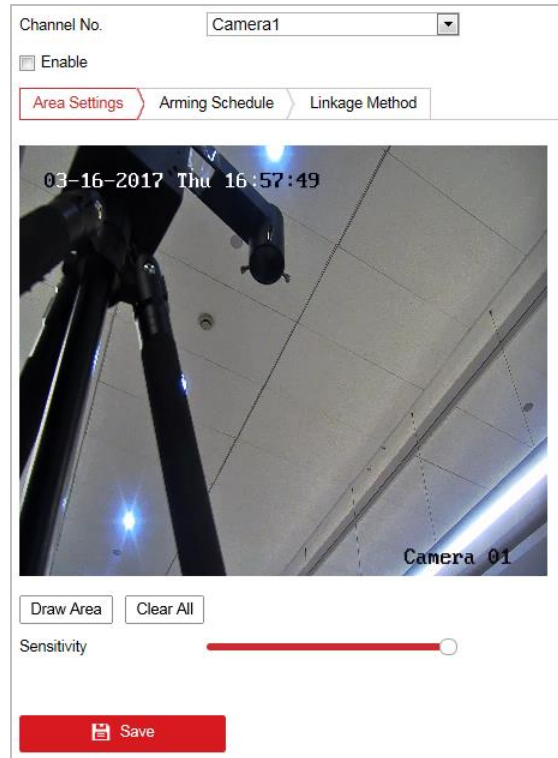 Channel No. Camera1
Enable
Area Settings Arming Schedule Linkage Method
03-16-2017 Thu 16:57:49
Camera 01
Draw Area Clear All
Sensitivity
Save